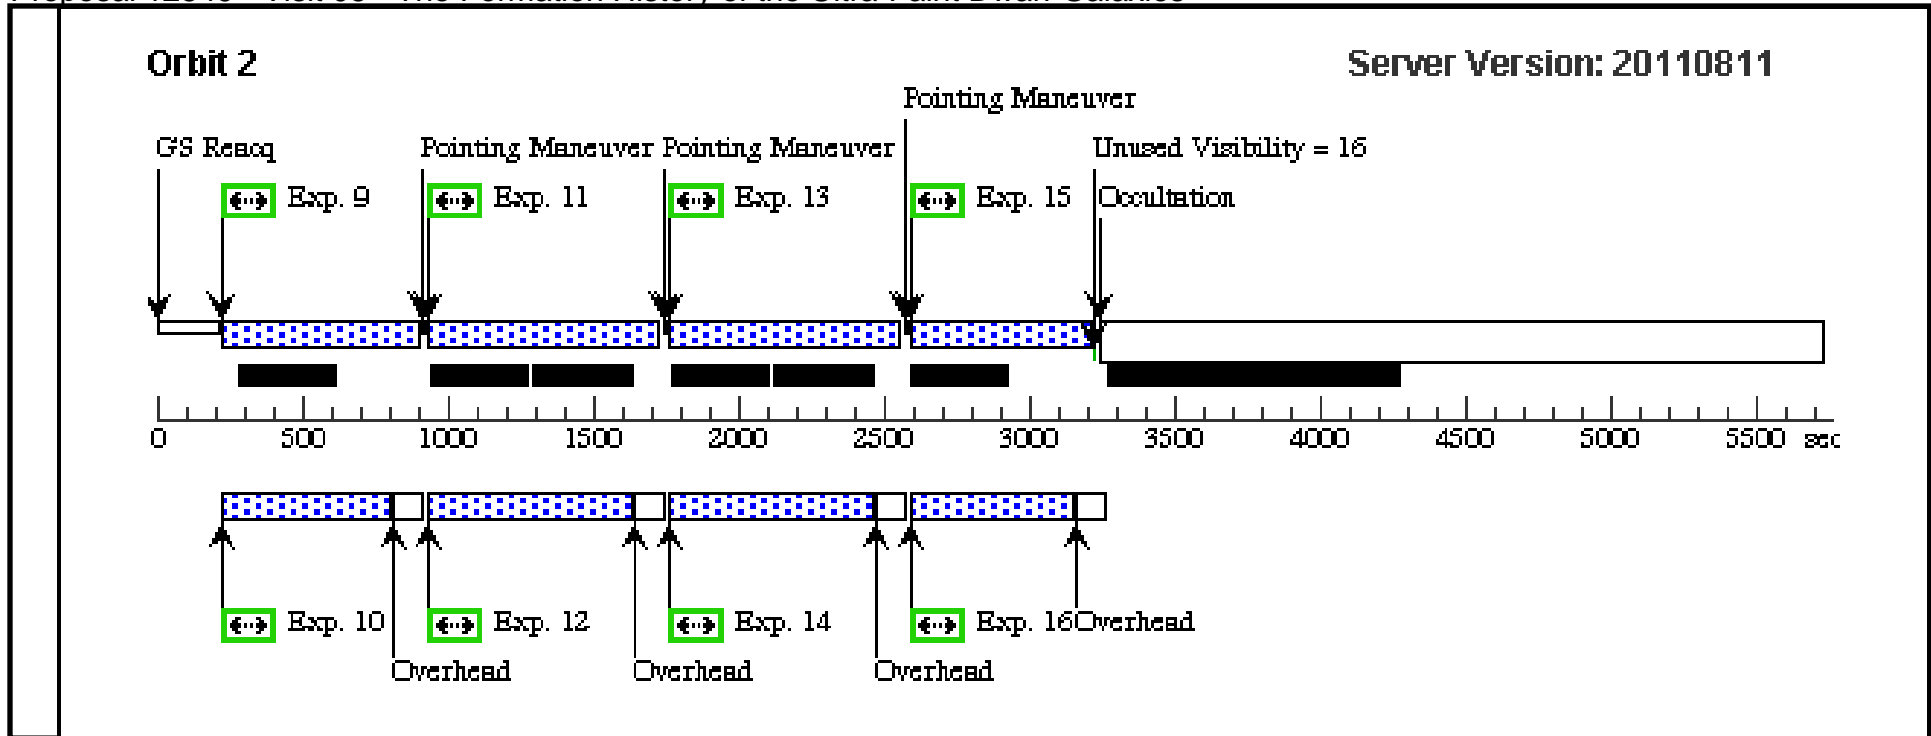 Orbit 2
Server Version: 20110811
Pointing Maneuver
GS Reacq
Pointing Maneuver
Pointing Maneuver
Unused Visibility = 16
Exp. 9
Exp. 11
Exp. 13
Exp. 15
Occultation
0 500 1000 1500 2000 2500 3000 3500 4000 4500 5000 5500 sec
Exp. 10
Exp. 12
Exp. 14
Exp. 16
Overhead
Overhead
Overhead
Overhead